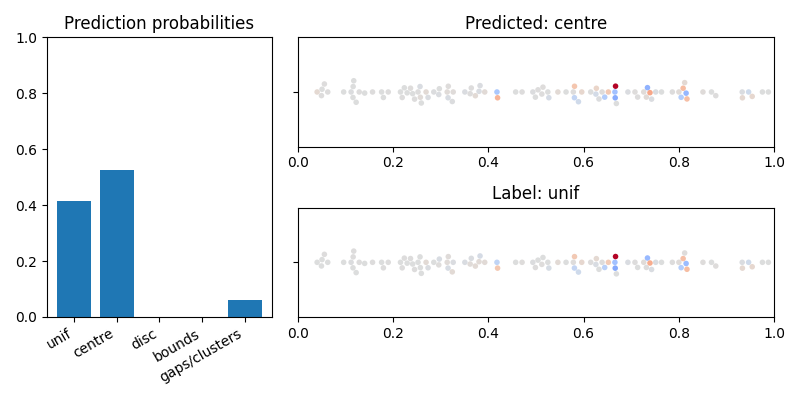 Prediction probabilities
1.0
0.8
0.6
0.4
0.2
0.0
unif
centre
disc
bounds
gaps/clusters
Predicted: centre
0.0 0.2 0.4 0.6 0.8 1.0
Label: unif
0.0 0.2 0.4 0.6 0.8 1.0